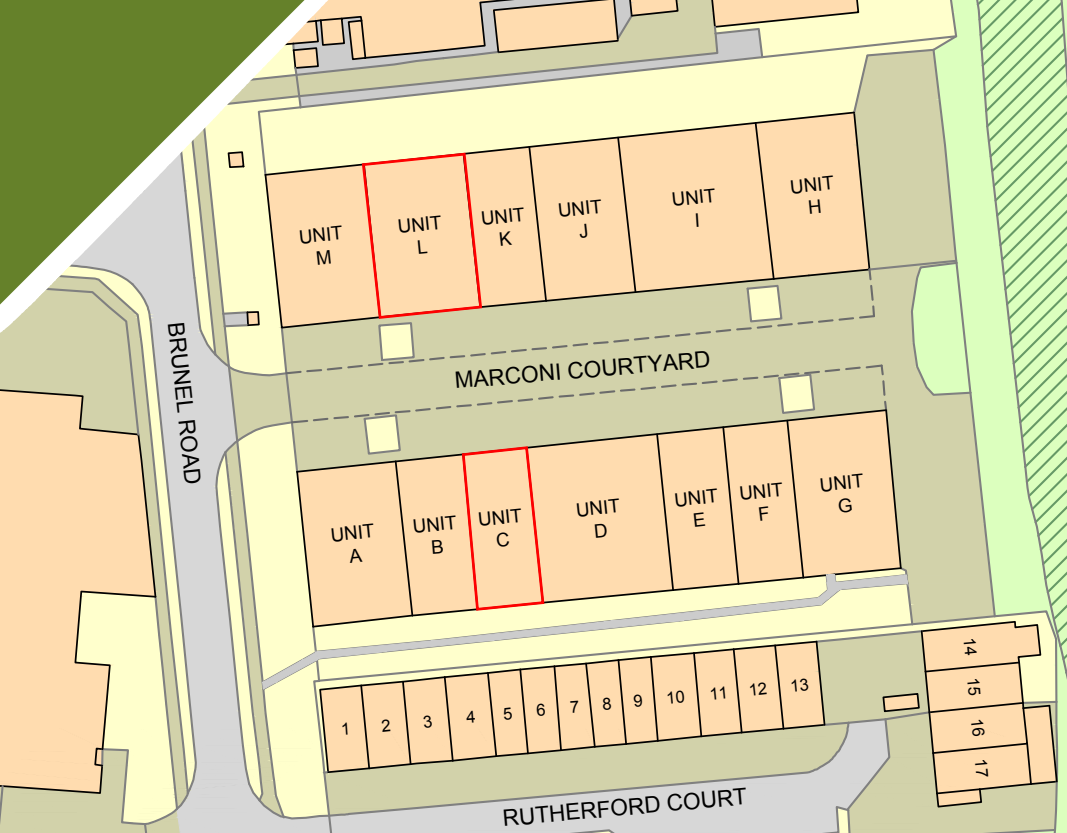 UNIT
M
UNIT
L
UNIT
K
UNIT
J
UNIT
I
UNIT
H
MARCONI COURTYARD
BRUNEL ROAD
UNIT
A
UNIT
B
UNIT
C
UNIT
D
UNIT
E
UNIT
F
UNIT
G
1
2
3
4
5
6
7
8
9
10
11
12
13
14
15
16
17
RUTHERFORD COURT